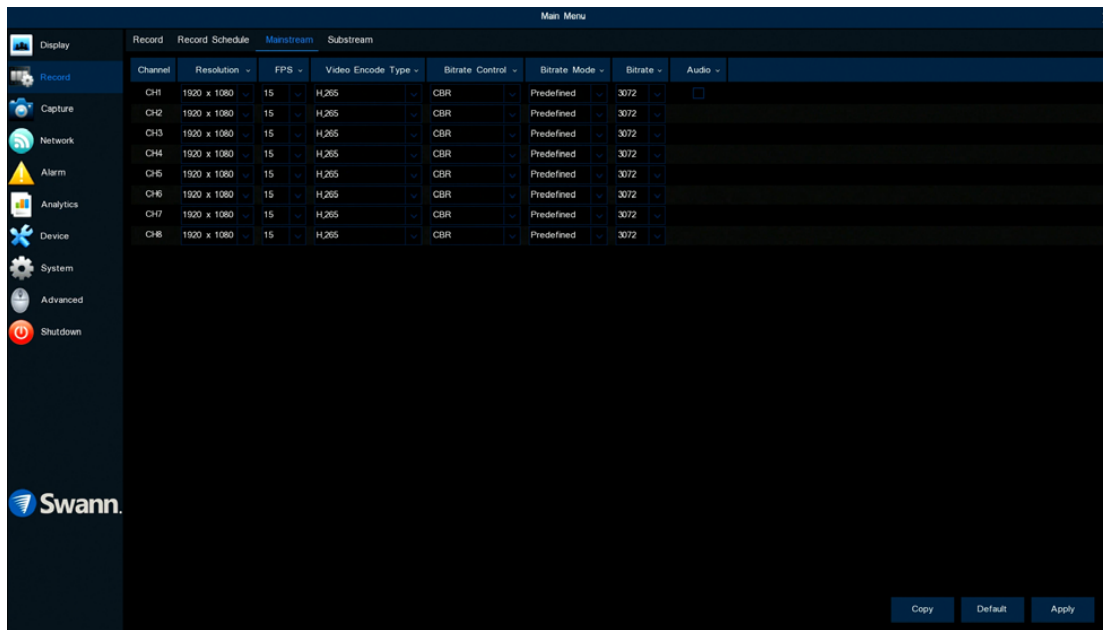 Main Menu
Display
Record
Capture
Network
Alarm
Analytics
Device
System
Advanced
Shutdown
Swann.
Record Record Schedule Mainstream Substream
Channel Resolution FPS Video Encode Type Bitrate Control Bitrate Mode Bitrate Audio
CH1 1920 x 1080 15 H.265 CBR Predefined 3072
CH2 1920 x 1080 15 H.265 CBR Predefined 3072
CH3 1920 x 1080 15 H.265 CBR Predefined 3072
CH4 1920 x 1080 15 H.265 CBR Predefined 3072
CH5 1920 x 1080 15 H.265 CBR Predefined 3072
CH6 1920 x 1080 15 H.265 CBR Predefined 3072
CH7 1920 x 1080 15 H.265 CBR Predefined 3072
CH8 1920 x 1080 15 H.265 CBR Predefined 3072
Copy Default Apply